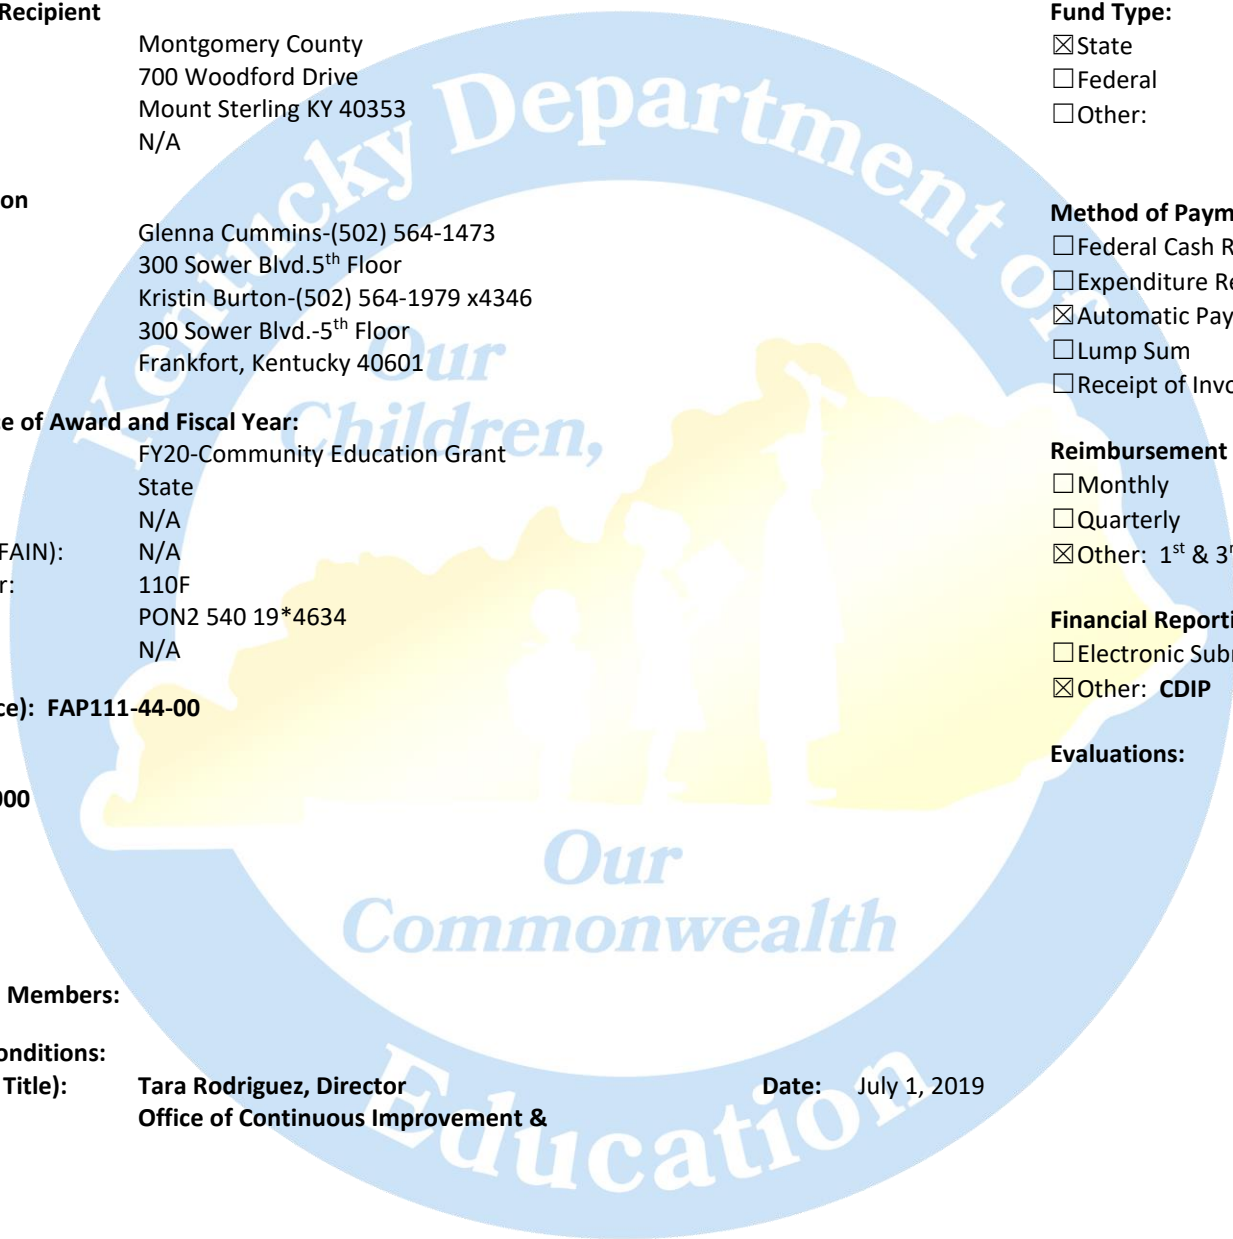 Recipient
Montgomery County
700 Woodford Drive
Mount Sterling KY 40353
N/A
on
Glenna Cummins-(502) 564-1473
300 Sower Blvd.5th Floor
Kristin Burton-(502) 564-1979 x4346
300 Sower Blvd.-5th Floor
Frankfort, Kentucky 40601
e of Award and Fiscal Year:
FY20-Community Education Grant
State
N/A
FAIN): N/A
r: 110F
PON2 540 19*4634
N/A
ce): FAP111-44-00
000
Members:
onditions:
Title): Tara Rodriguez, Director Date: July 1, 2019
Office of Continuous Improvement &
Fund Type:
☒State
☐Federal
☐Other:
Method of Paym
☐Federal Cash R
☐Expenditure Re
☒Automatic Pay
☐Lump Sum
☐Receipt of Invo
Reimbursement
☐Monthly
☐Quarterly
☒Other: 1st & 3r
Financial Reporti
☐Electronic Sub
☒Other: CDIP
Evaluations:
Kentucky Department of
Education
Our
Children,
Our
Commonwealth